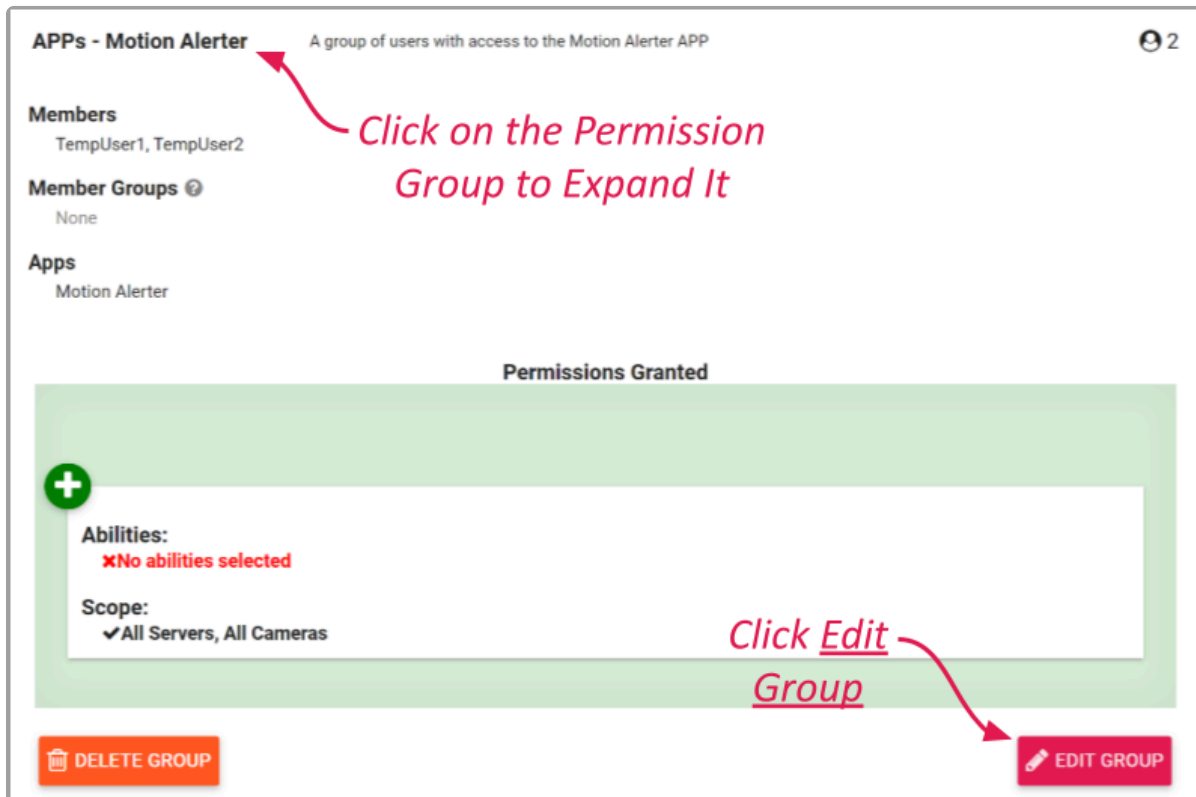 APPs - Motion Alerter A group of users with access to the Motion Alerter APP 2
Members
TempUser1, TempUser2
Click on the Permission
Group to Expand It
Member Groups
None
Apps
Motion Alerter
Permissions Granted
Abilities:
No abilities selected
Scope:
All Servers, All Cameras
Click Edit
Group
DELETE GROUP
EDIT GROUP